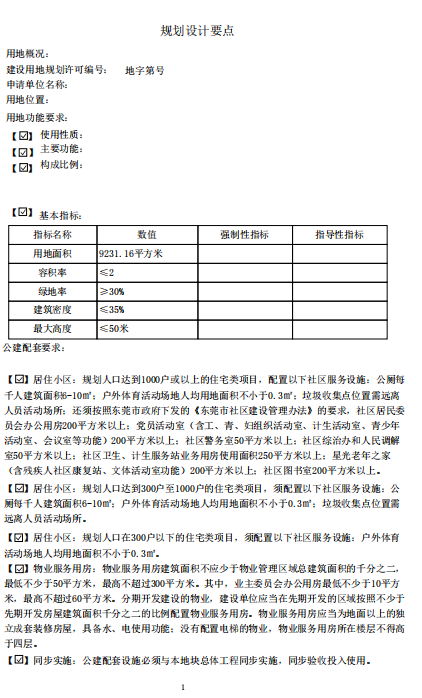 规划设计要点
用地概况：
建设用地规划许可编号： 地字第号
申请单位名称：
用地位置：
用地功能要求：
【☑】 使用性质：
【☑】 主要功能：
【☑】 构成比例：
【☑】 基本指标：
指标名称 数值 强制性指标 指导性指标
用地面积 9231.16平方米
容积率 ≤2
绿地率 ≥30%
建筑密度 ≤35%
最大高度 ≤50米
公建配套要求：
【☑】居住小区：规划人口达到1000户或以上的住宅类项目，配置以下社区服务设施：公厕每
千人建筑面积6-10㎡；户外体育活动场地人均用地面积不小于0.3㎡；垃圾收集点位置需远离
人员活动场所；还须按照东莞市政府下发的《东莞市社区建设管理办法》的要求，社区居民委
员会办公用房200平方米以上；党员活动室（含工、青、妇组织活动室、计生活动室、青少年
活动室、会议室等功能）200平方米以上；社区警务室50平方米以上；社区综治办和人民调解
室50平方米以上；社区卫生、计生服务站业务用房使用面积250平方米以上；星光老年之家
（含残疾人社区康复站、文体活动室功能）200平方米以上；社区图书室200平方米以上。
【☑】居住小区：规划人口达到300户至1000户的住宅类项目，须配置以下社区服务设施：公
厕每千人建筑面积6-10㎡；户外体育活动场地人均用地面积不小于0.3㎡；垃圾收集点位置需
远离人员活动场所。
【☑】居住小区：规划人口在300户以下的住宅类项目，须配置以下社区服务设施：户外体育
活动场地人均用地面积不小于0.3㎡。
【☑】物业服务用房：物业服务用房建筑面积不应少于物业管理区域总建筑面积的千分之二，
最低不少于50平方米，最高不超过300平方米。其中，业主委员会办公用房最低不少于10平方
米，最高不超过60平方米。分期开发建设的物业，建设单位应当在先期开发的区域按照不少于
先期开发房屋建筑面积千分之二的比例配置物业服务用房。物业服务用房应当为地面以上的独
立成套装修房屋，具备水、电使用功能；没有配置电梯的物业，物业服务用房所在楼层不得高
于四层。
【☑】同步实施：公建配套设施必须与本地块总体工程同步实施，同步验收投入使用。
1